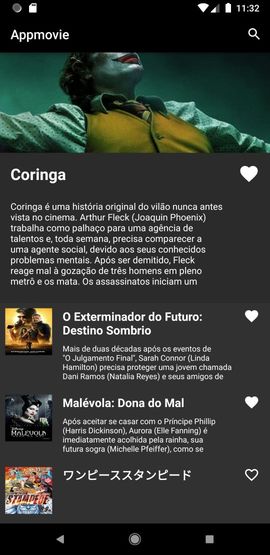 11:32
Appmovie
Coringa
Coringa é uma história original do vilão nunca antes
vista no cinema. Arthur Fleck (Joaquin Phoenix)
trabalha como palhaço para uma agência de
talentos e, toda semana, precisa comparecer a
uma agente social, devido aos seus conhecidos
problemas mentais. Após ser demitido, Fleck
reage mal à gozação de três homens em pleno
metrô e os mata. Os assassinatos iniciam um
O Exterminador do Futuro:
Destino Sombrio
Mais de duas décadas após os eventos de
"O Julgamento Final", Sarah Connor (Linda
Hamilton) precisa proteger uma jovem chamada
Dani Ramos (Natalia Reyes) e seus amigos de
MALÉVOLA
Malévola: Dona do Mal
Após aceitar se casar com o Príncipe Phillip
(Harris Dickinson), Aurora (Elle Fanning) é
imediatamente acolhida pela rainha, sua
futura sogra (Michelle Pfeiffer), como se
STAMPEDE
ワンピーススタンピード